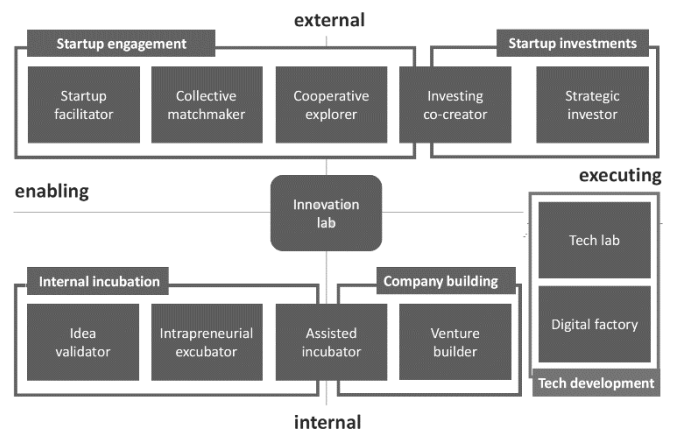 external
Startup engagement
Startup investments
Startup
facilitator
Collective
matchmaker
Cooperative
explorer
Investing
co-creator
Strategic
investor
enabling
executing
Innovation
lab
Tech lab
Digital factory
Tech development
Internal incubation
Company building
Idea
validator
Intrapreneurial
excubator
Assisted
incubator
Venture
builder
internal